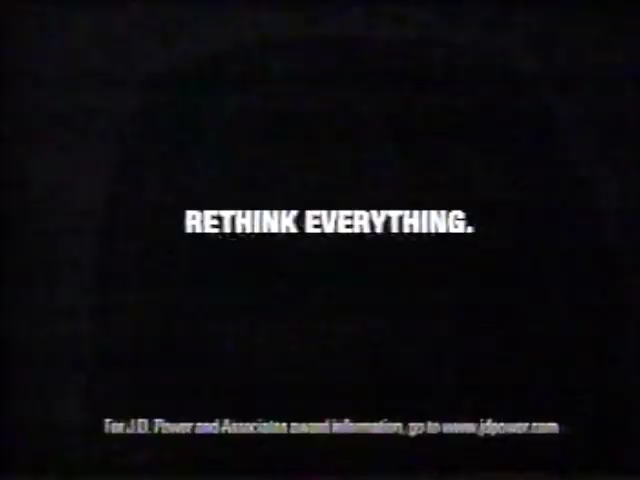 RETHINK EVERYTHING.
For J.D. Power and Associates award information, go to www.jdpower.com